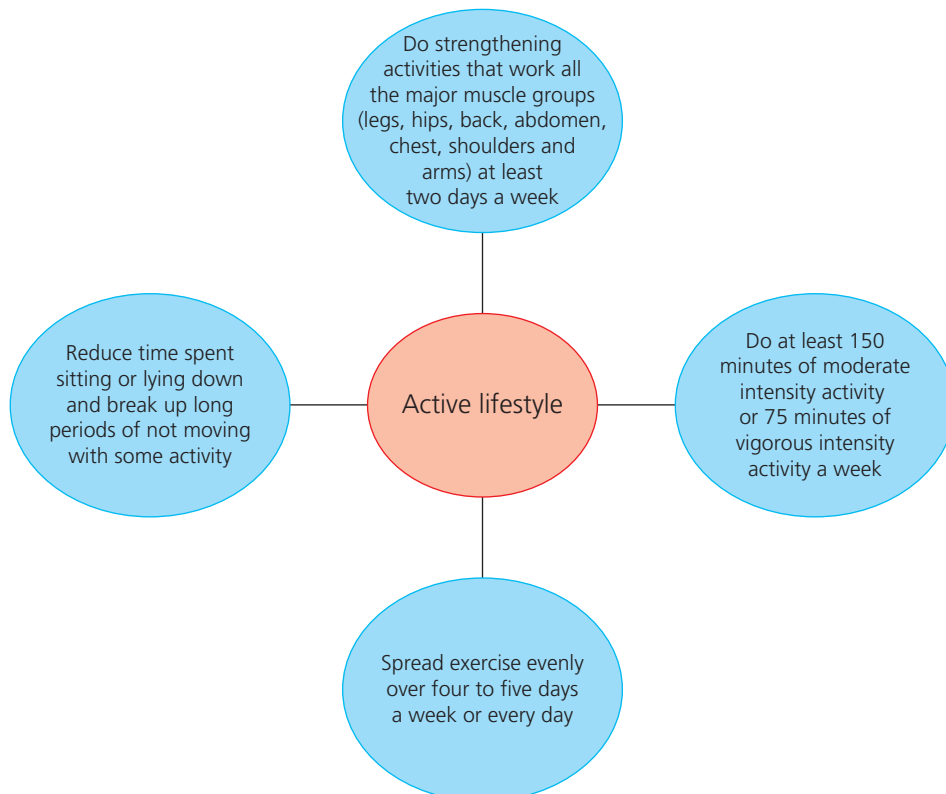 Do strengthening
activities that work all
the major muscle groups
(legs, hips, back, abdomen,
chest, shoulders and
arms) at least
two days a week
Reduce time spent
sitting or lying down
and break up long
periods of not moving
with some activity
Active lifestyle
Do at least 150
minutes of moderate
intensity activity
or 75 minutes of
vigorous intensity
activity a week
Spread exercise evenly
over four to five days
a week or every day